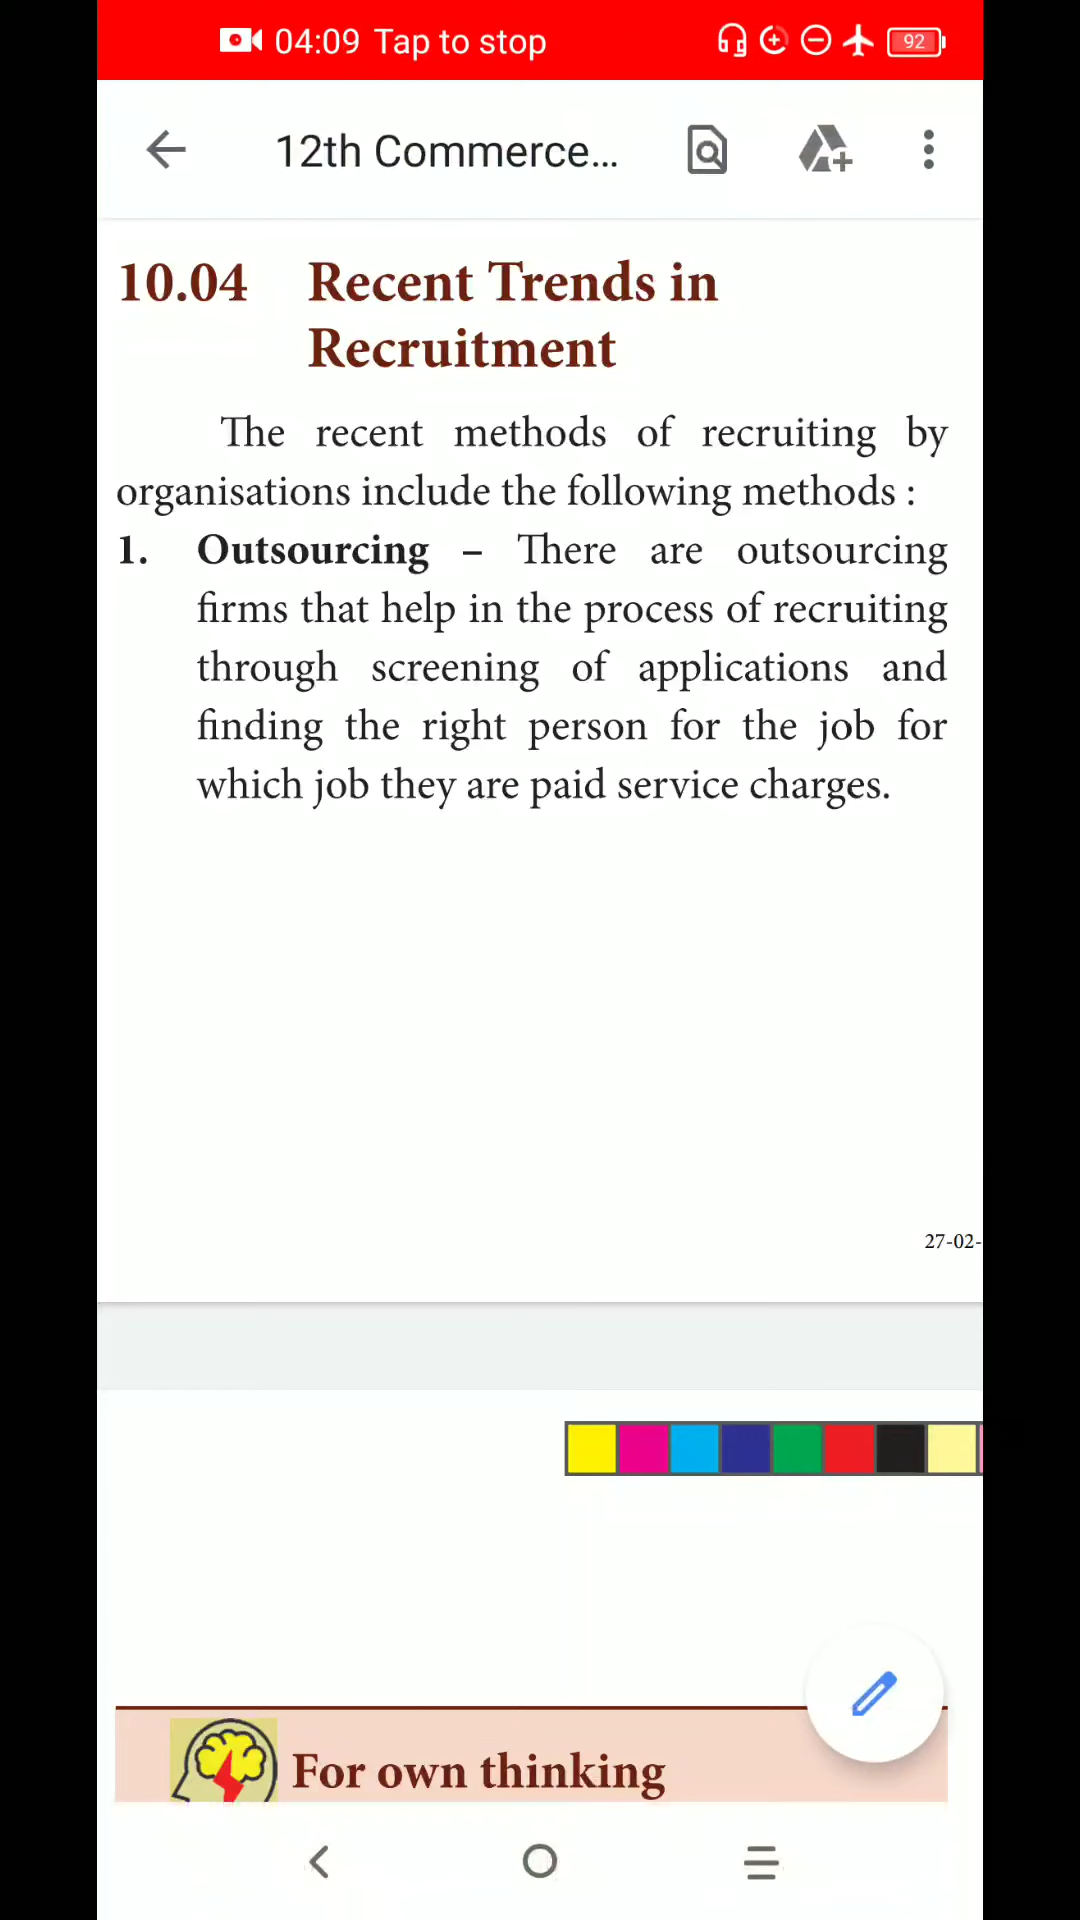 04:09 Tap to stop
92
12th Commerce...
10.04 Recent Trends in
Recruitment
The recent methods of recruiting by
organisations include the following methods :
1. Outsourcing – There are outsourcing
firms that help in the process of recruiting
through screening of applications and
finding the right person for the job for
which job they are paid service charges.
27-02-
For own thinking